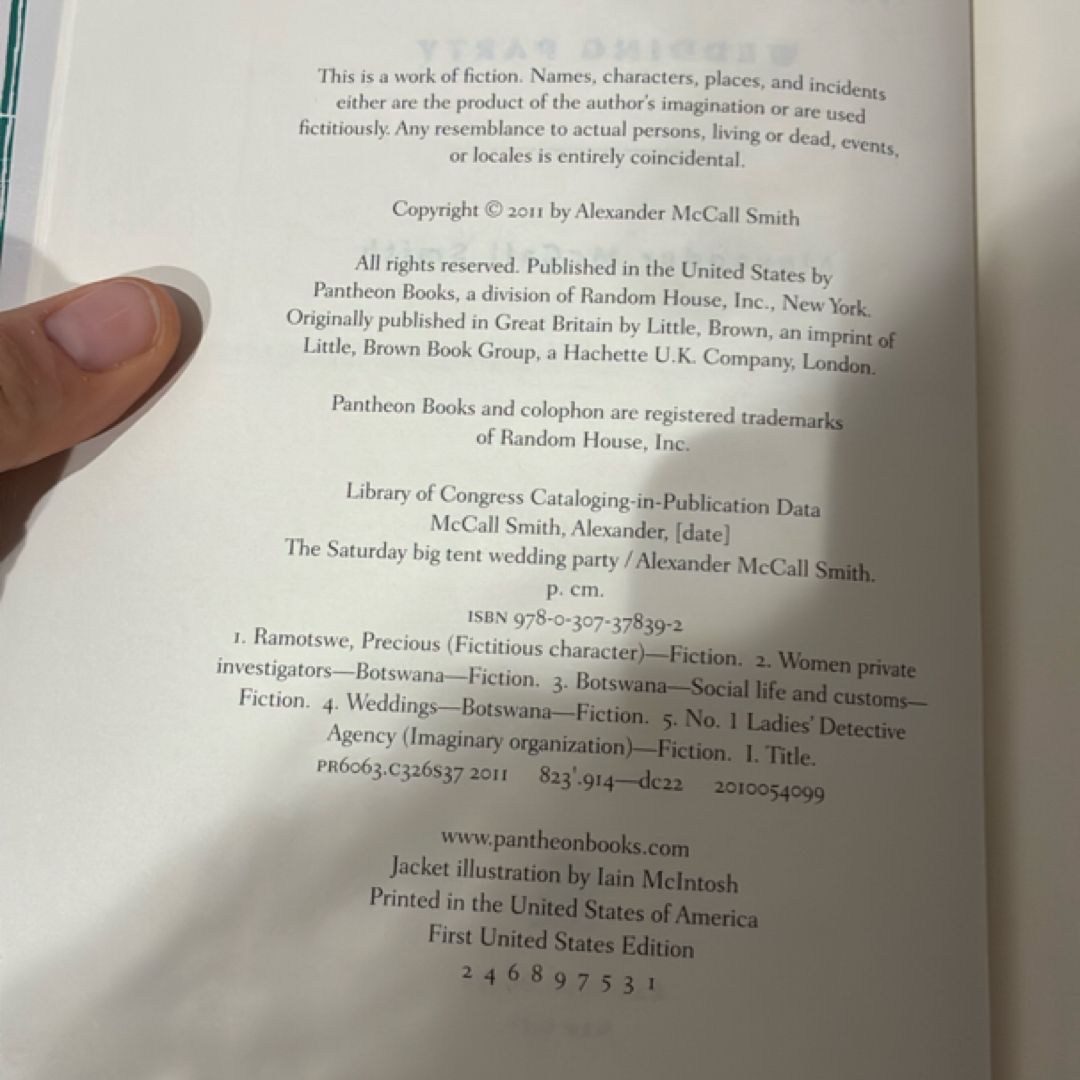 This is a work of fiction. Names, characters, places, and incidents
either are the product of the author's imagination or are used
fictitiously. Any resemblance to actual persons, living or dead, events,
or locales is entirely coincidental.
Copyright © 2011 by Alexander McCall Smith
All rights reserved. Published in the United States by
Pantheon Books, a division of Random House, Inc., New York.
Originally published in Great Britain by Little, Brown, an imprint of
Little, Brown Book Group, a Hachette U.K. Company, London.
Pantheon Books and colophon are registered trademarks
of Random House, Inc.
Library of Congress Cataloging-in-Publication Data
McCall Smith, Alexander, [date]
The Saturday big tent wedding party / Alexander McCall Smith.
p. cm.
ISBN 978-0-307-37839-2
1. Ramotswe, Precious (Fictitious character)—Fiction. 2. Women private
investigators—Botswana—Fiction. 3. Botswana—Social life and customs—
Fiction. 4. Weddings—Botswana—Fiction. 5. No. 1 Ladies' Detective
Agency (Imaginary organization)—Fiction. I. Title.
PR6063.C326S37 2011 823'.914—dc22 2010054099
www.pantheonbooks.com
Jacket illustration by Iain McIntosh
Printed in the United States of America
First United States Edition
2 4 6 8 9 7 5 3 1